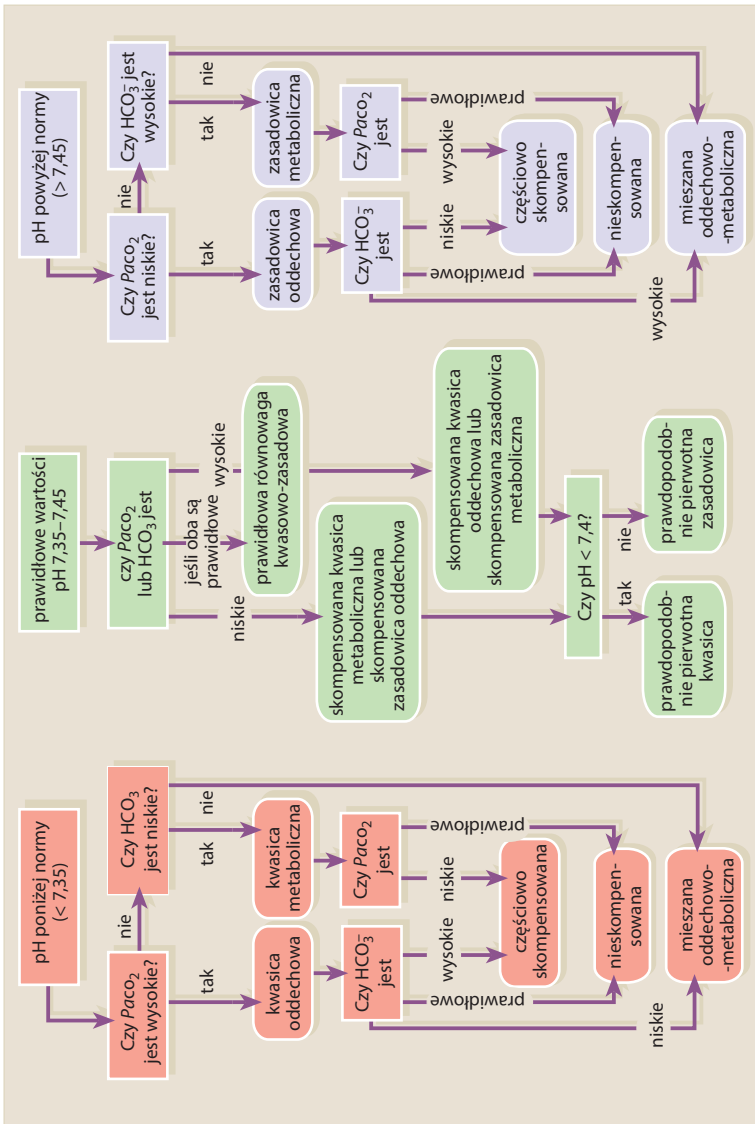 pH poniżej normy
(< 7,35)
Czy Paco₂
jest wysokie?
nie
Czy HCO₃
jest niskie?
tak
tak
nie
kwasica
oddechowa
kwasica
metaboliczna
Czy HCO₃⁻
jest
Czy Paco₂
jest
prawidłowe
wysokie
niskie
prawidłowe
częściowo
skompensowana
nieskompen-
sowana
niskie
mieszana
oddechowo-
-metaboliczna
prawidłowe wartości
pH 7,35–7,45
czy Paco₂
lub HCO₃ jest
niskie
jeśli oba są
prawidłowe
wysokie
prawidłowa równowaga
kwasowo-zasadowa
skompensowana kwasica
metaboliczna lub
skompensowana
zasadowica oddechowa
skompensowana kwasica
oddechowa lub
skompensowana zasadowica
metaboliczna
Czy pH < 7,4?
tak
nie
prawdopodob-
nie pierwotna
kwasica
prawdopodob-
nie pierwotna
zasadowica
pH powyżej normy
(> 7,45)
Czy Paco₂
jest niskie?
nie
Czy HCO₃⁻ jest
wysokie?
tak
tak
nie
zasadowica
oddechowa
zasadowica
metaboliczna
Czy HCO₃⁻
jest
Czy Paco₂
jest
prawidłowe
niskie
wysokie
prawidłowe
częściowo
skompen-
sowana
nieskompen-
sowana
wysokie
mieszana
oddechowo-
-metaboliczna